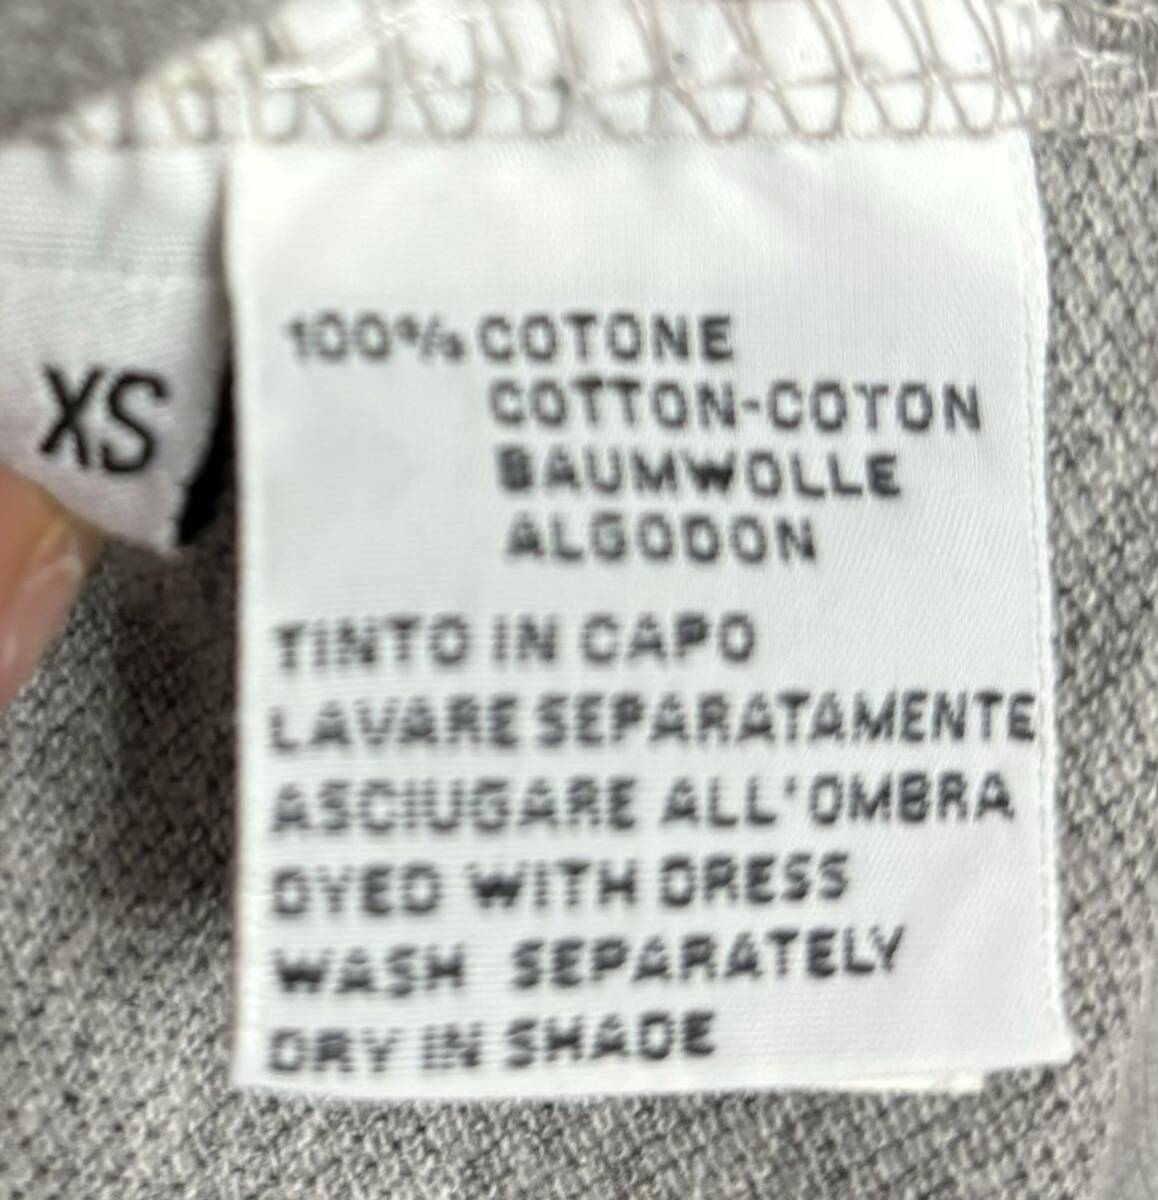 XS
100% COTONE
COTTON-COTON
BAUMWOLLE
ALGODON
TINTO IN CAPO
LAVARE SEPARATAMENTE
ASCIUGARE ALL'OMBRA
DYED WITH DRESS
WASH SEPARATELY
DRY IN SHADE